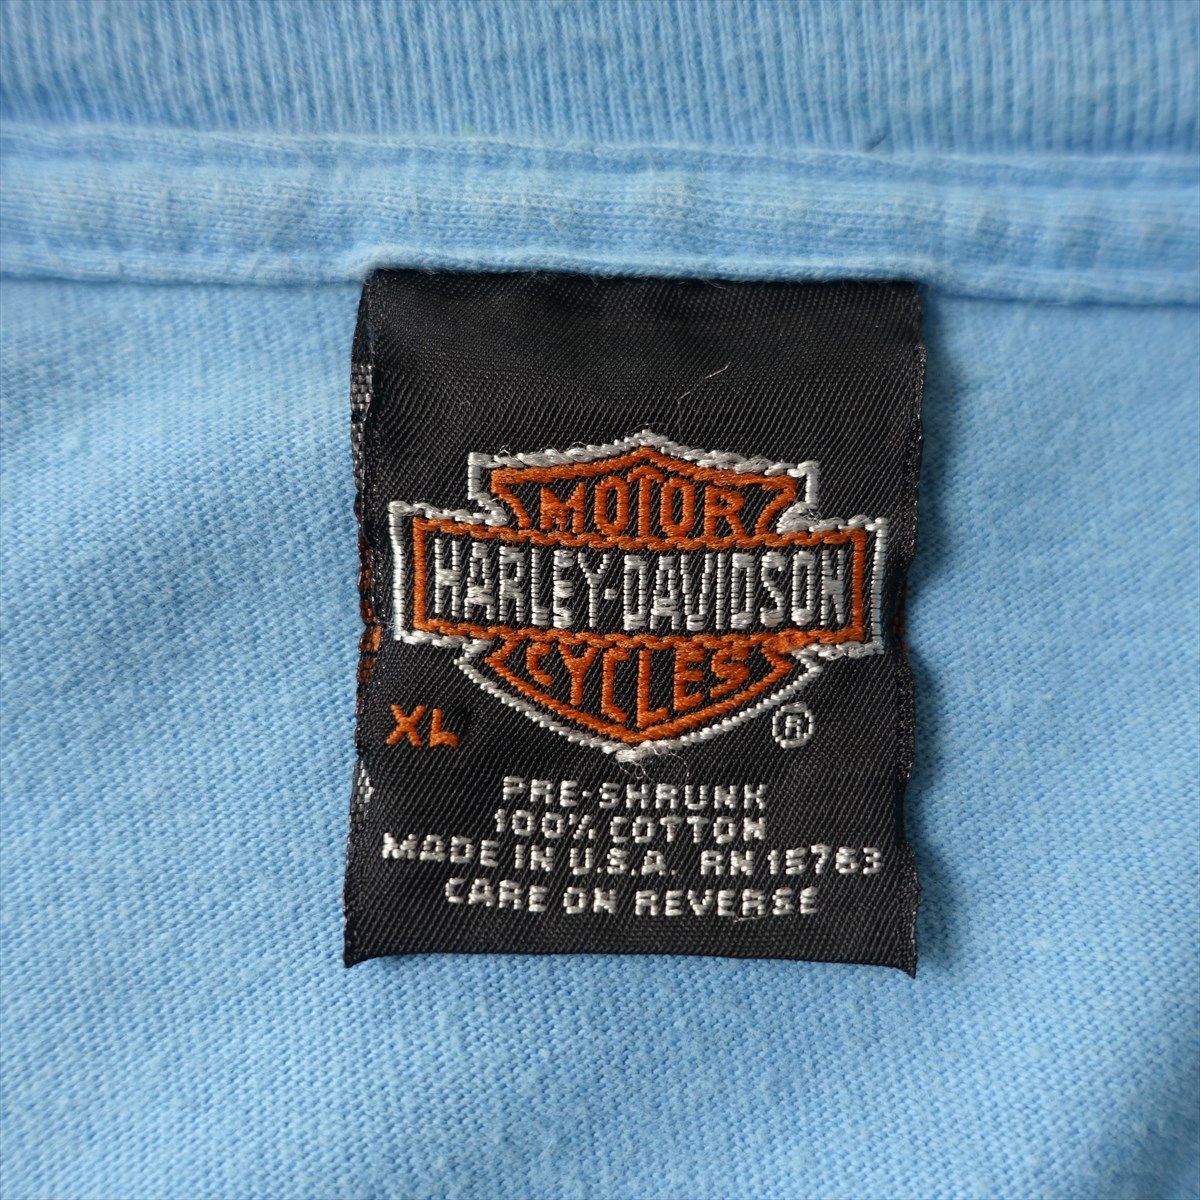 MOTOR
HARLEY-DAVIDSON
CYCLES
XL ®
PRE-SHRUNK
100% COTTON
MADE IN U.S.A. RN 15763
CARE ON REVERSE